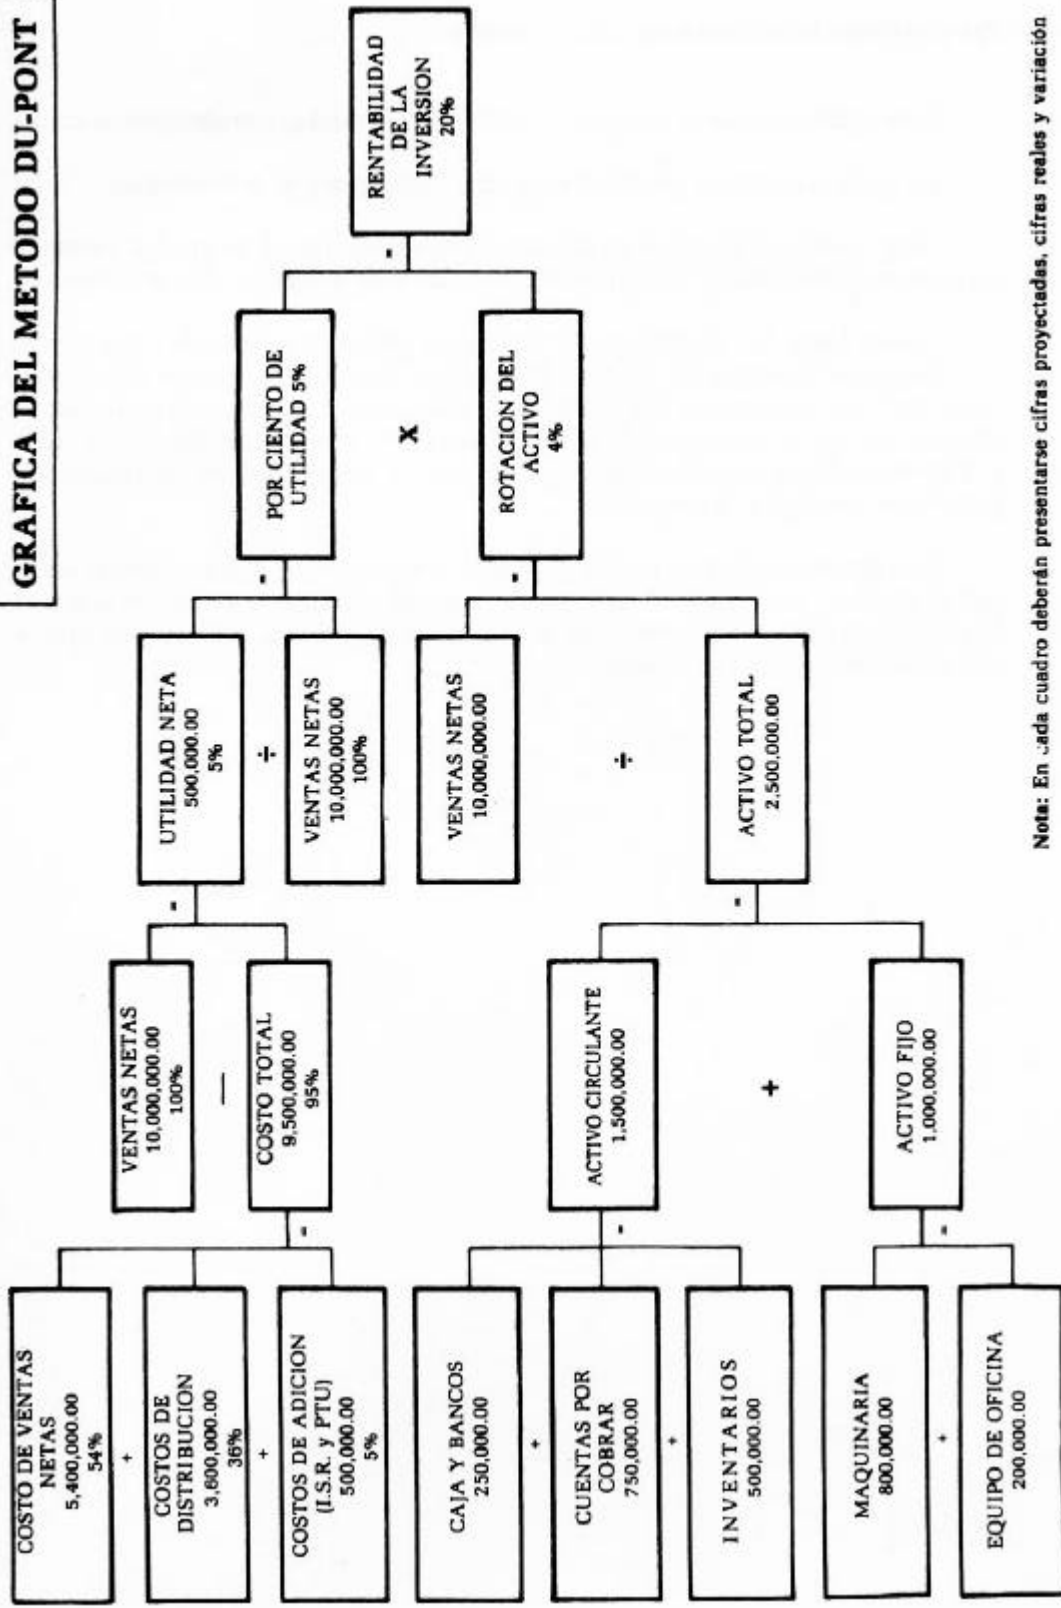 GRAFICA DEL METODO DU-PONT
COSTO DE VENTAS
NETAS
5,400,000.00
54%
+
COSTOS DE
DISTRIBUCION
3,600,000.00
36%
+
COSTOS DE ADICION
(I.S.R. y PTU)
500,000.00
5%
=
VENTAS NETAS
10,000,000.00
100%
—
COSTO TOTAL
9,500,000.00
95%
=
UTILIDAD NETA
500,000.00
5%
÷
VENTAS NETAS
10,000,000.00
100%
=
POR CIENTO DE
UTILIDAD 5%
X
CAJA Y BANCOS
250,000.00
+
CUENTAS POR
COBRAR
750,000.00
+
INVENTARIOS
500,000.00
=
ACTIVO CIRCULANTE
1,500,000.00
+
MAQUINARIA
800,000.00
+
EQUIPO DE OFICINA
200,000.00
=
ACTIVO FIJO
1,000,000.00
=
VENTAS NETAS
10,000,000.00
÷
ACTIVO TOTAL
2,500,000.00
=
ROTACION DEL
ACTIVO
4%
=
RENTABILIDAD
DE LA
INVERSION
20%
Nota: En cada cuadro deberán presentarse cifras proyectadas, cifras reales y variación